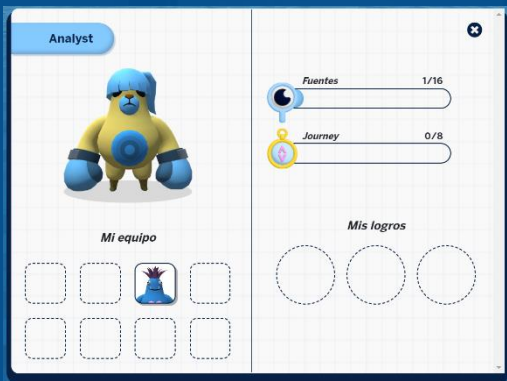 Analyst
Fuentes 1/16
Journey 0/8
Mi equipo
Mis logros